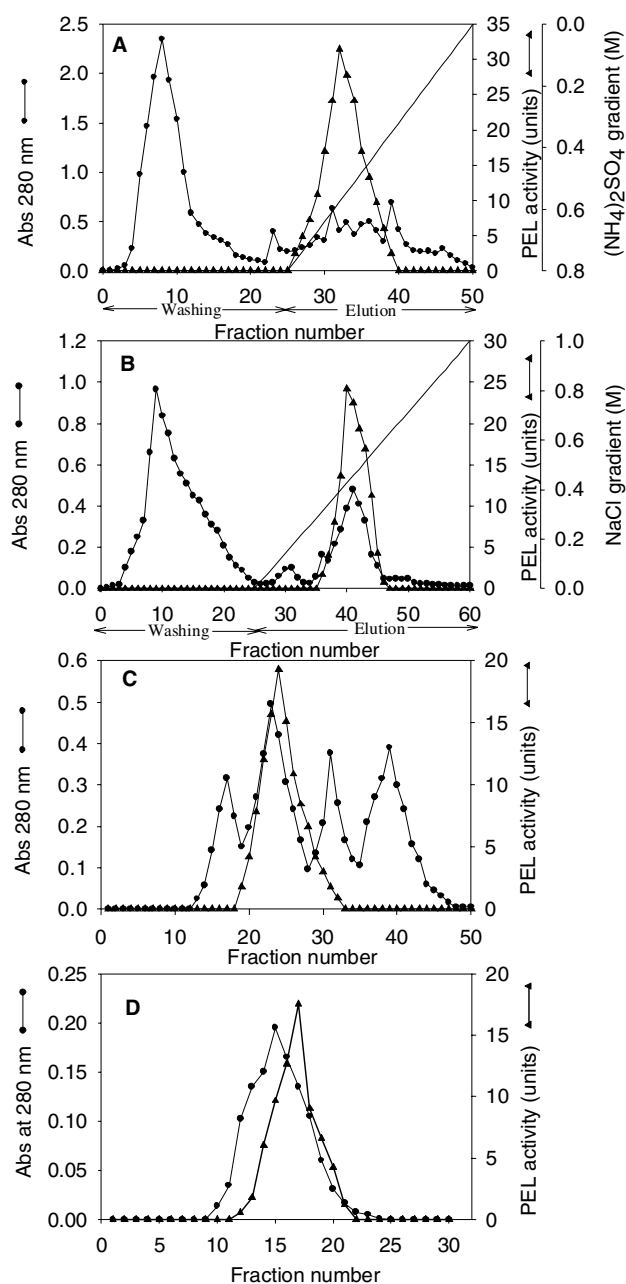 A
2.5
2.0
1.5
1.0
0.5
0.0
Abs 280 nm
35
30
25
20
15
10
5
0
PEL activity (units)
0.0
0.2
0.4
0.6
0.8
(NH4)2SO4 gradient (M)
0 10 20 30 40 50
Washing Elution
Fraction number
B
1.2
1.0
0.8
0.6
0.4
0.2
0.0
Abs 280 nm
30
25
20
15
10
5
0
PEL activity (units)
1.0
0.8
0.6
0.4
0.2
0.0
NaCl gradient (M)
0 10 20 30 40 50 60
Washing Elution
Fraction number
C
0.6
0.5
0.4
0.3
0.2
0.1
0.0
Abs 280 nm
20
15
10
5
0
PEL activity (units)
0 10 20 30 40 50
Fraction number
D
0.25
0.20
0.15
0.10
0.05
0.00
Abs at 280 nm
20
15
10
5
0
PEL activity (units)
0 5 10 15 20 25 30
Fraction number